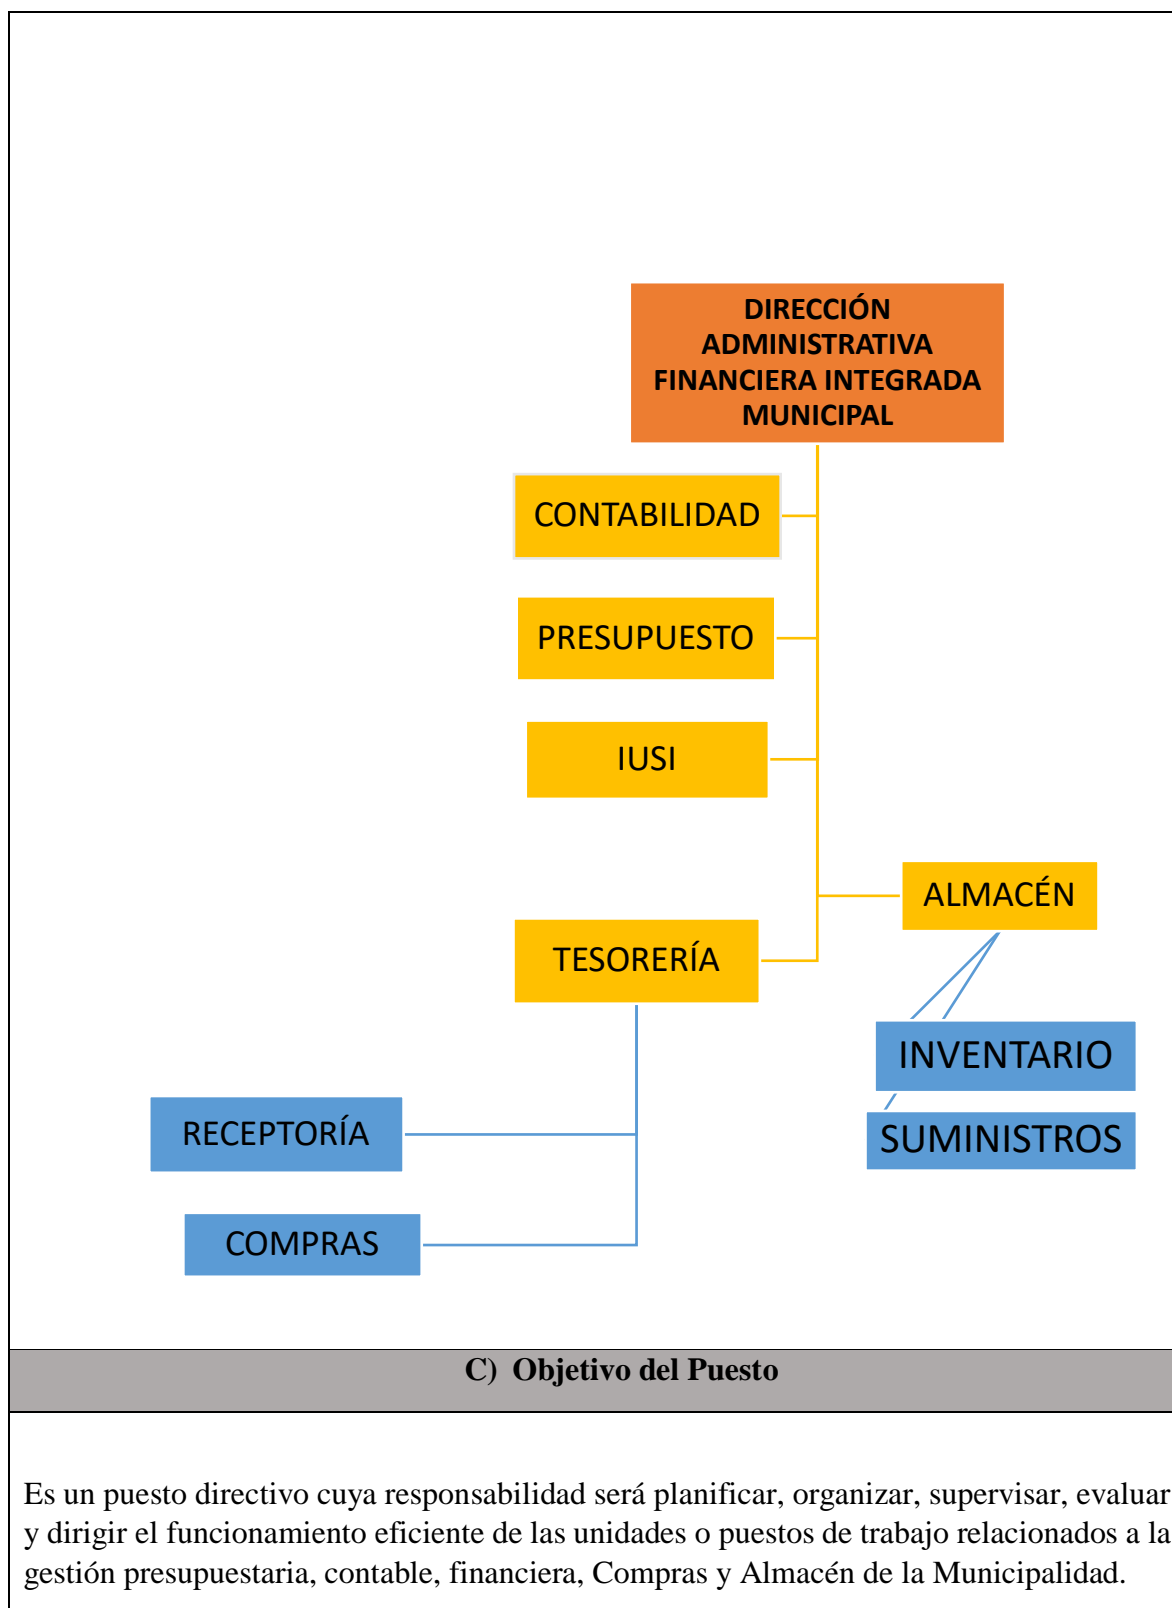 DIRECCIÓN
ADMINISTRATIVA
FINANCIERA INTEGRADA
MUNICIPAL
CONTABILIDAD
PRESUPUESTO
IUSI
ALMACÉN
TESORERÍA
INVENTARIO
RECEPTORÍA
SUMINISTROS
COMPRAS
C) Objetivo del Puesto
Es un puesto directivo cuya responsabilidad será planificar, organizar, supervisar, evaluar
y dirigir el funcionamiento eficiente de las unidades o puestos de trabajo relacionados a la
gestión presupuestaria, contable, financiera, Compras y Almacén de la Municipalidad.